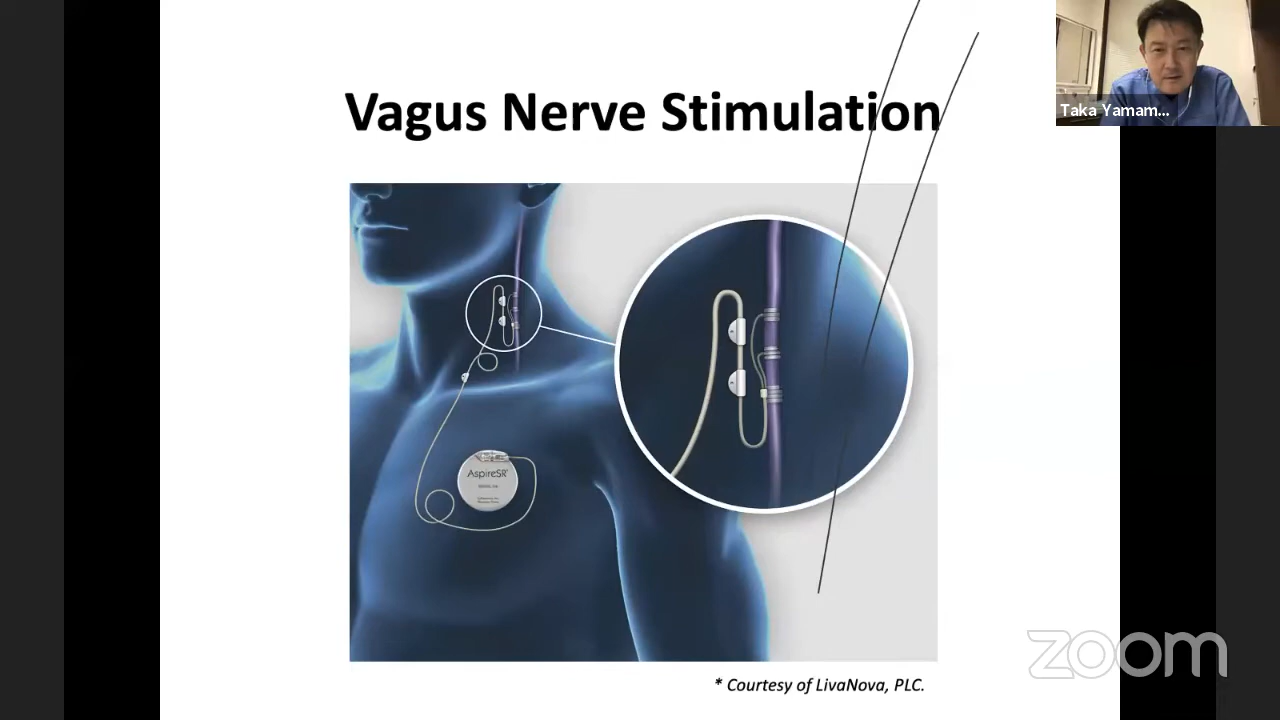 Vagus Nerve Stimulation
Taka Yamam...
AspireSR®
* Courtesy of LivaNova, PLC.
zoom